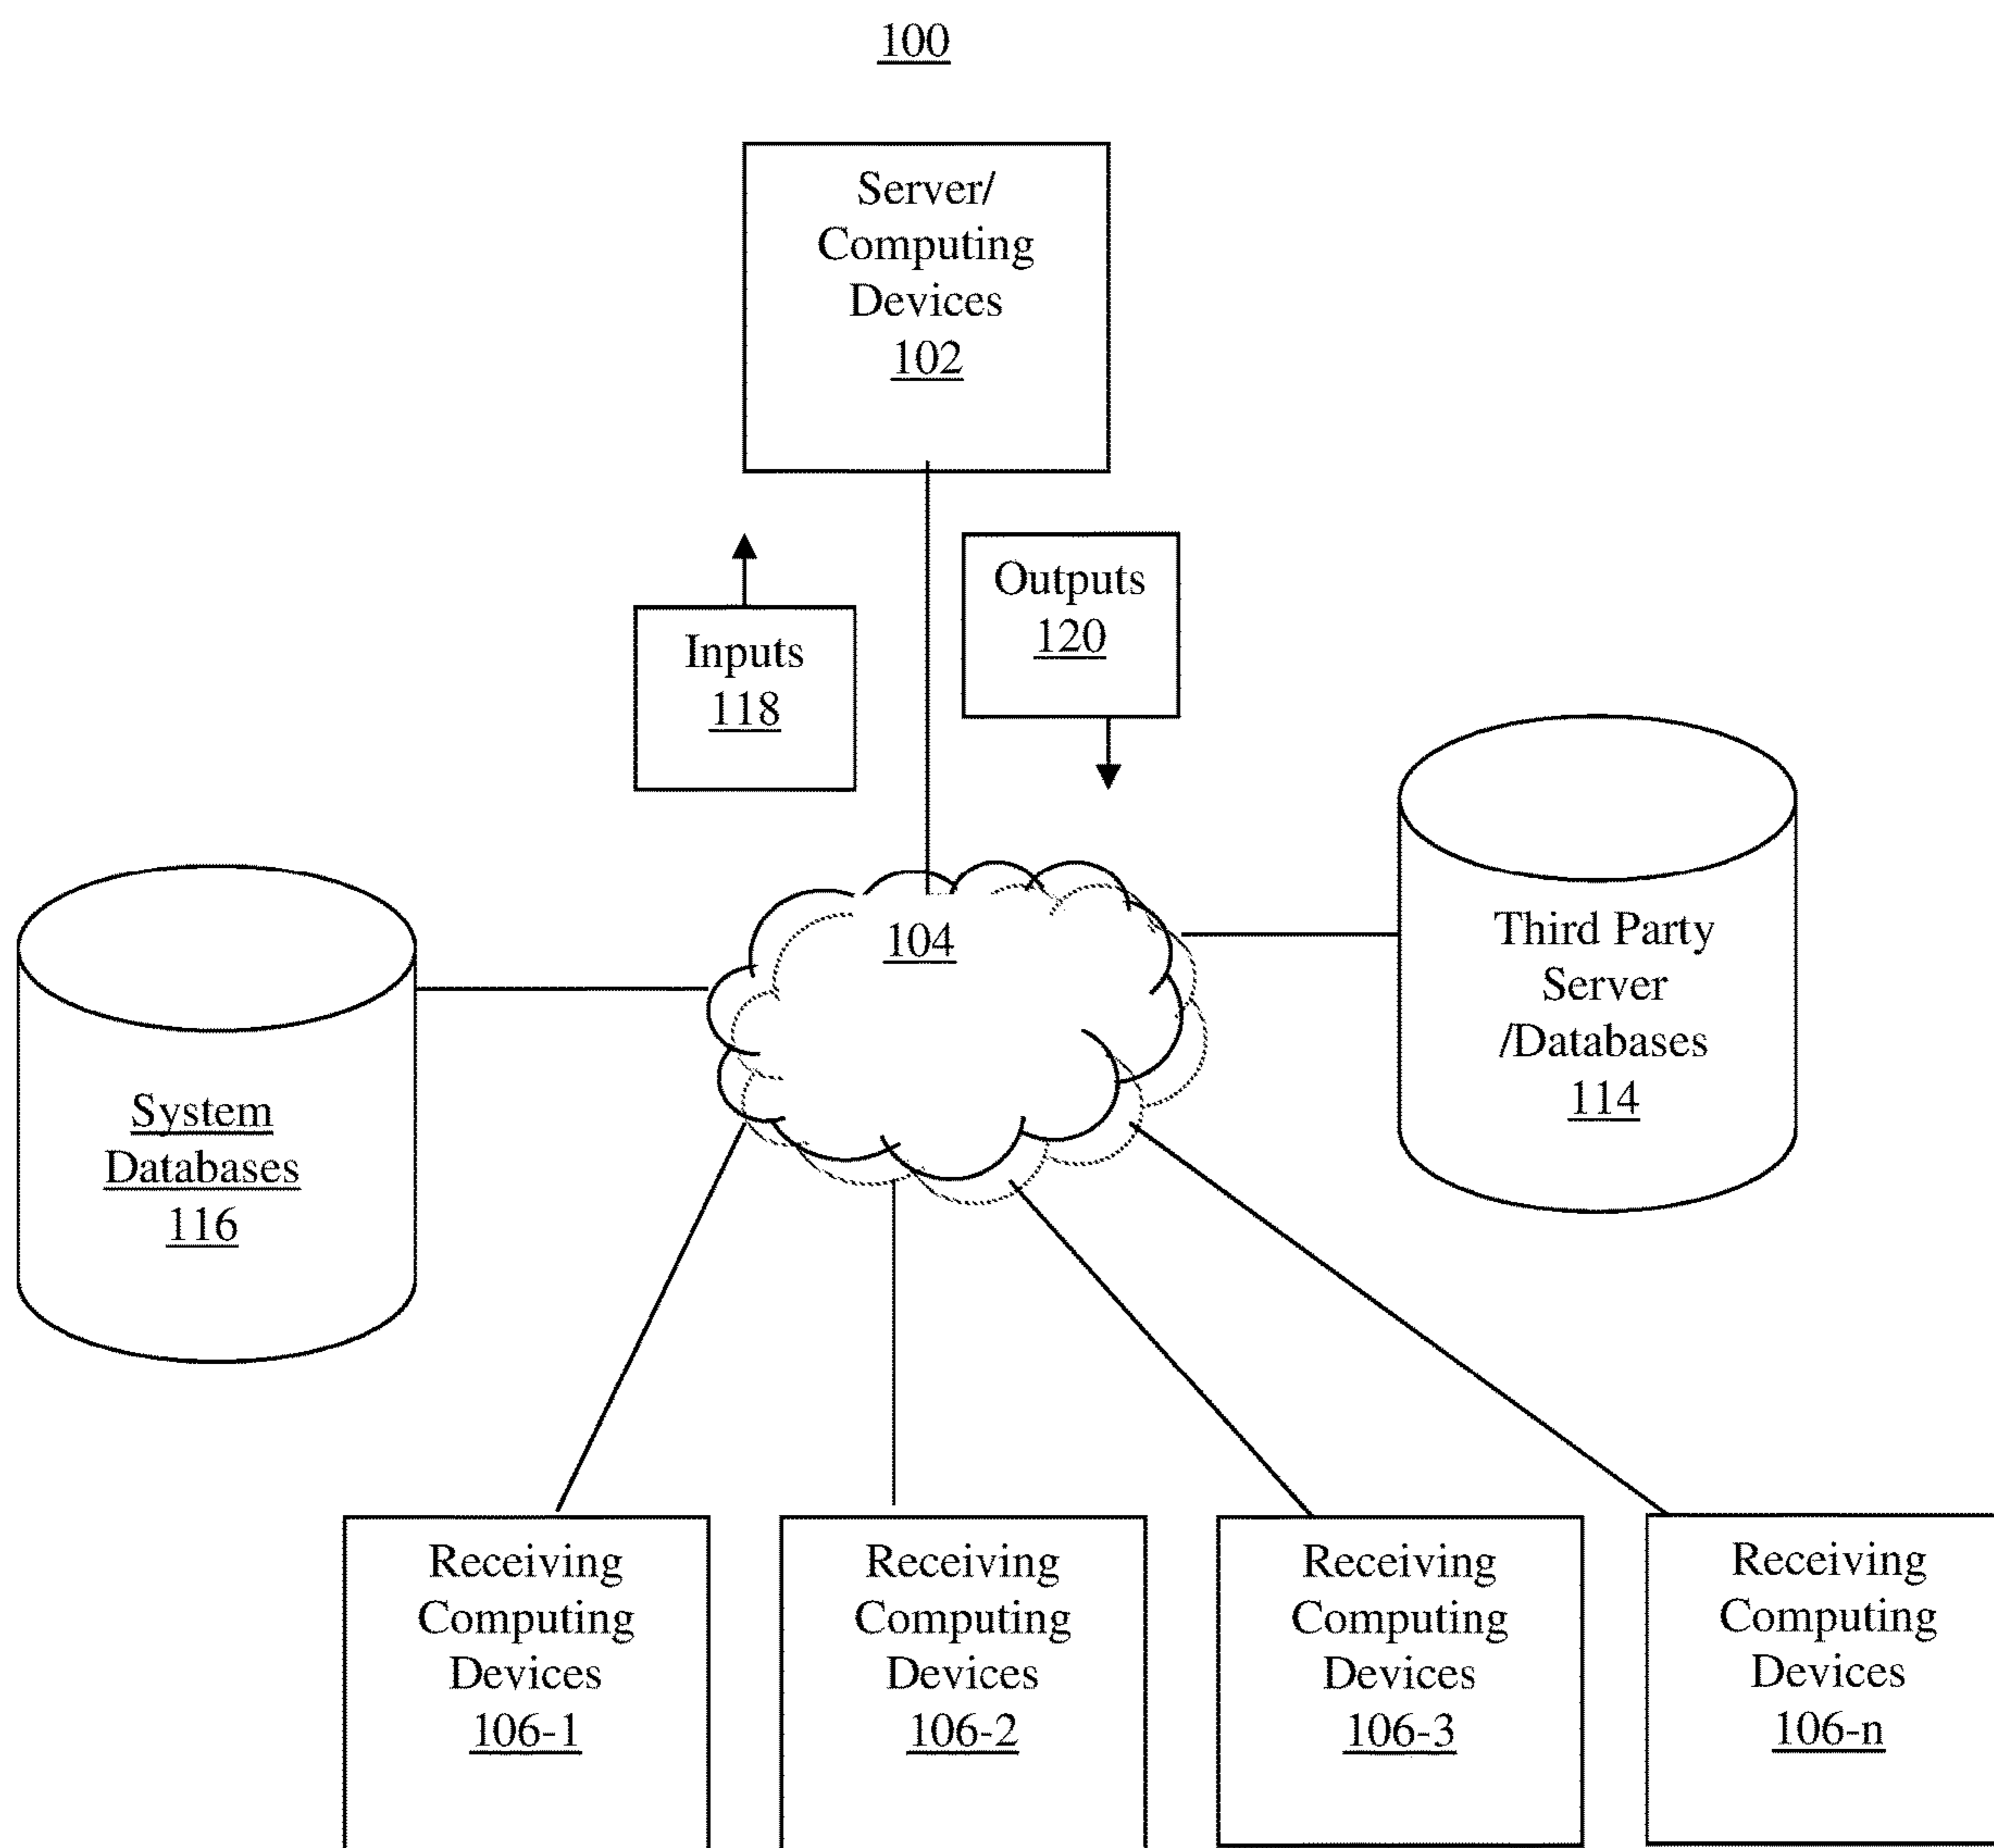 100
Server/
Computing
Devices
102
Outputs
120
Inputs
118
104
Third Party
Server
/Databases
114
System
Databases
116
Receiving
Computing
Devices
106-1
Receiving
Computing
Devices
106-2
Receiving
Computing
Devices
106-3
Receiving
Computing
Devices
106-n